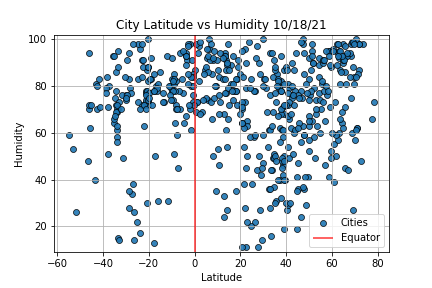 City Latitude vs Humidity 10/18/21
100
80
60
40
20
Humidity
−60 −40 −20 0 20 40 60 80
Latitude
Cities
Equator